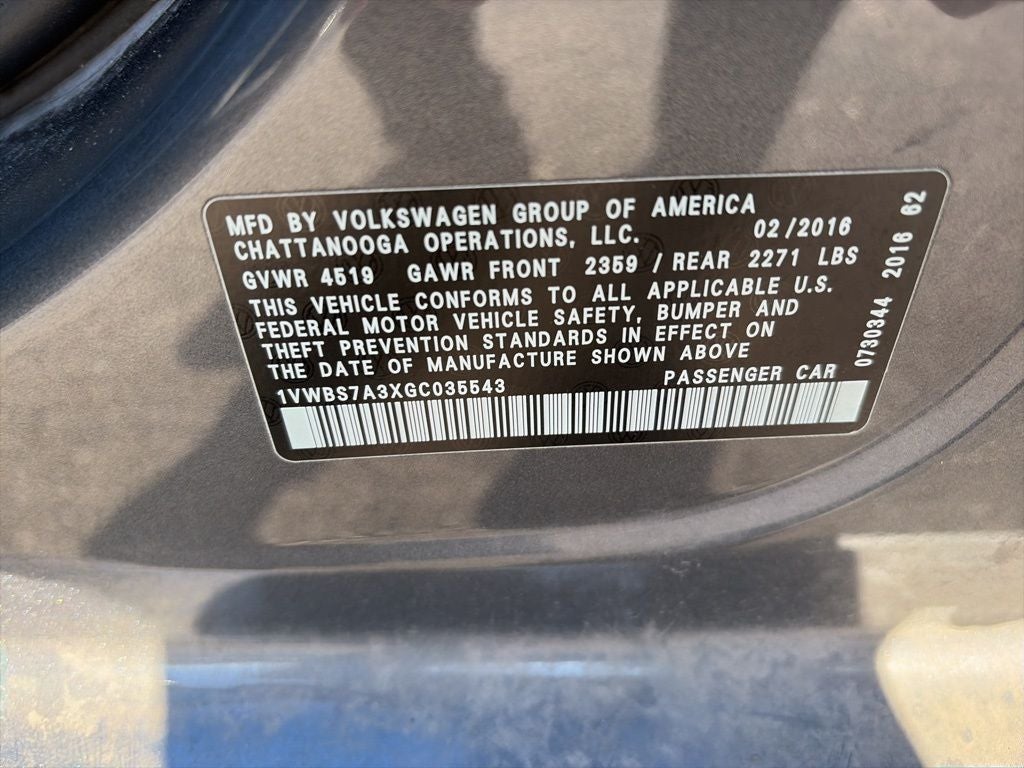 MFD BY VOLKSWAGEN GROUP OF AMERICA
CHATTANOOGA OPERATIONS, LLC. 02/2016
GVWR 4519 GAWR FRONT 2359 / REAR 2271 LBS
THIS VEHICLE CONFORMS TO ALL APPLICABLE U.S.
FEDERAL MOTOR VEHICLE SAFETY, BUMPER AND
THEFT PREVENTION STANDARDS IN EFFECT ON
THE DATE OF MANUFACTURE SHOWN ABOVE
1VWBS7A3XGC035543 PASSENGER CAR
0730344 2016 62